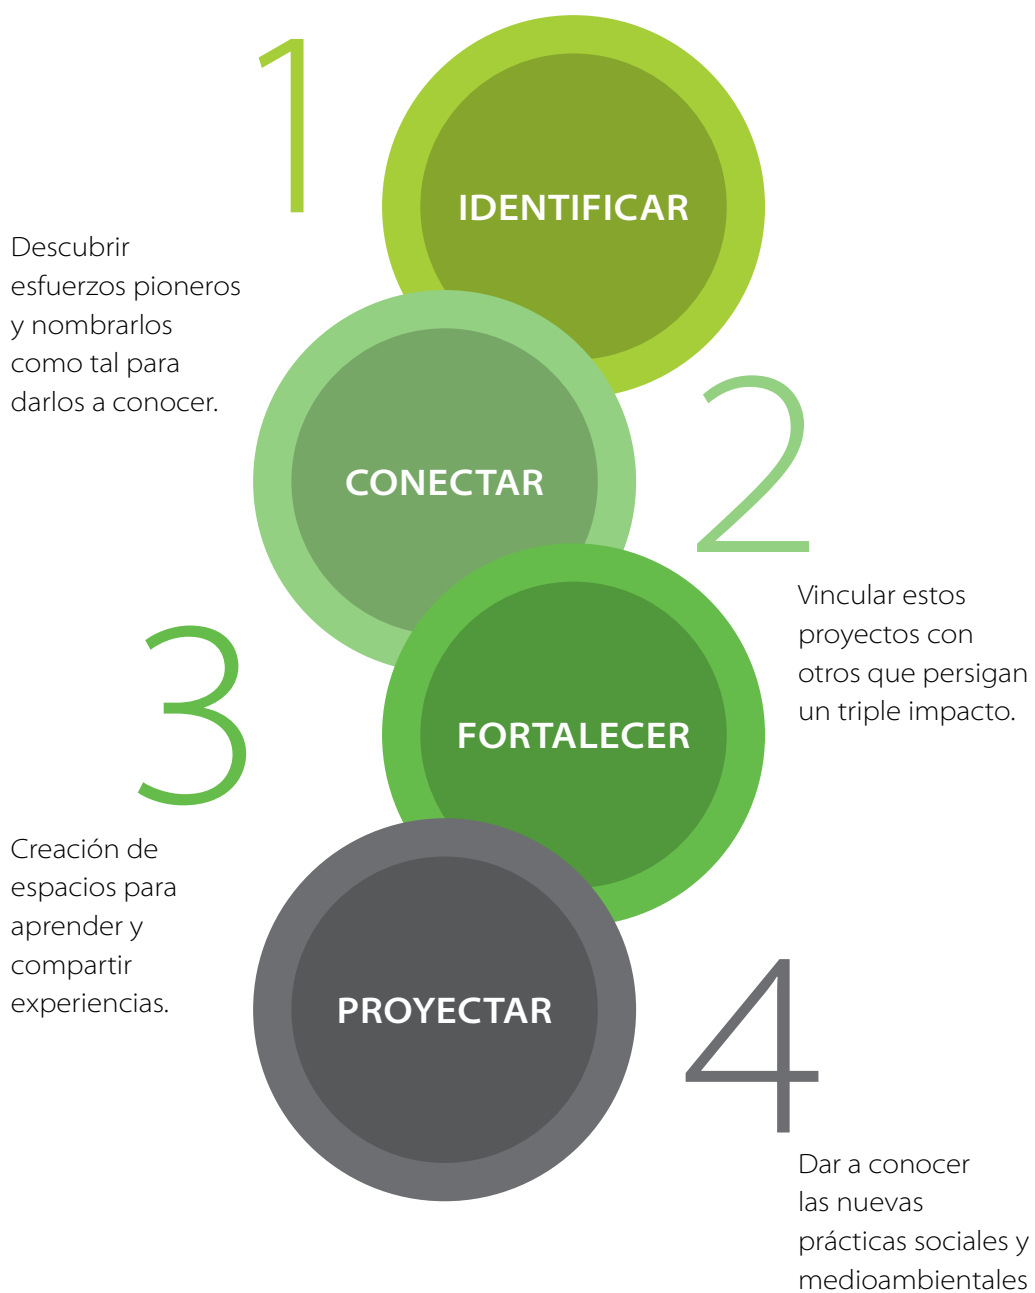 1
IDENTIFICAR
Descubrir
esfuerzos pioneros
y nombrarlos
como tal para
darlos a conocer.
2
CONECTAR
Vincular estos
proyectos con
otros que persigan
un triple impacto.
3
FORTALECER
Creación de
espacios para
aprender y
compartir
experiencias.
4
PROYECTAR
Dar a conocer
las nuevas
prácticas sociales y
medioambientales